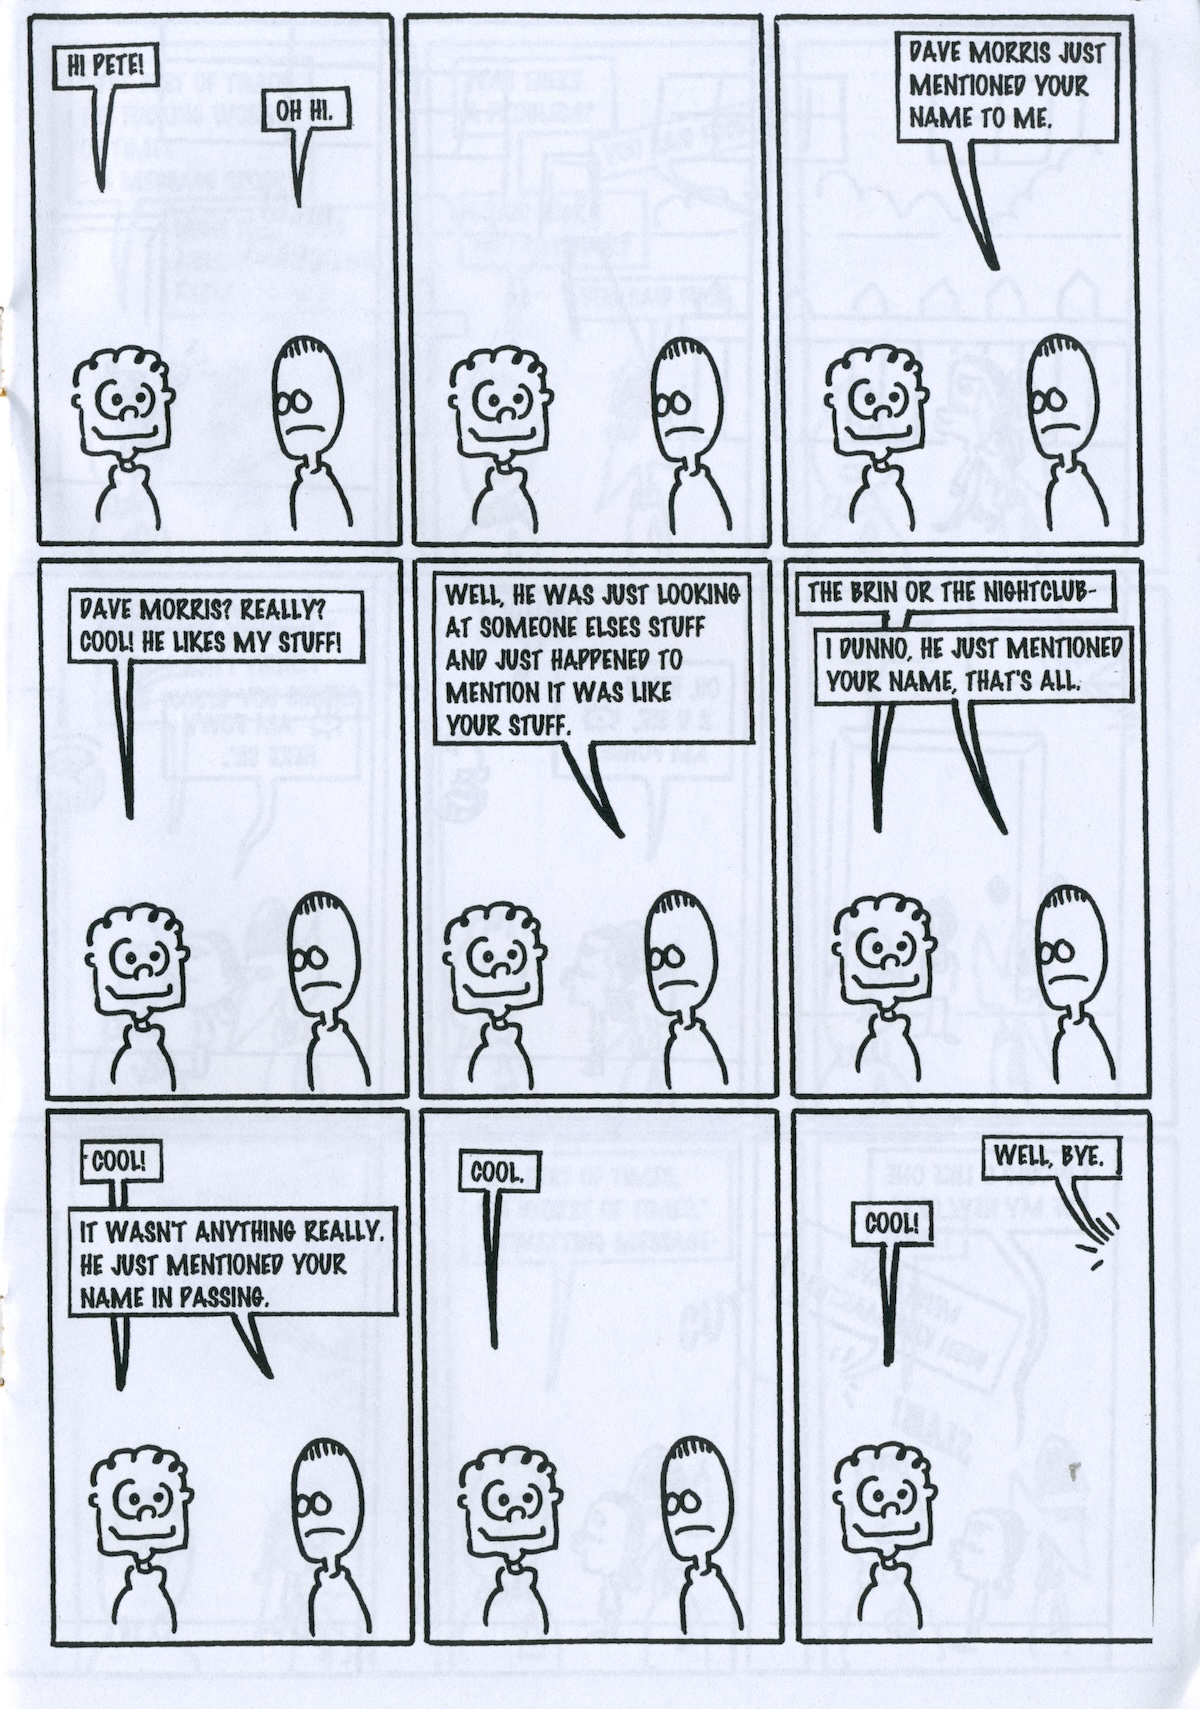 HI PETE!
OH HI.
DAVE MORRIS JUST
MENTIONED YOUR
NAME TO ME.
DAVE MORRIS? REALLY?
COOL! HE LIKES MY STUFF!
WELL, HE WAS JUST LOOKING
AT SOMEONE ELSES STUFF
AND JUST HAPPENED TO
MENTION IT WAS LIKE
YOUR STUFF.
THE BRIN OR THE NIGHTCLUB-
I DUNNO, HE JUST MENTIONED
YOUR NAME, THAT'S ALL.
COOL!
IT WASN'T ANYTHING REALLY.
HE JUST MENTIONED YOUR
NAME IN PASSING.
COOL.
WELL, BYE.
COOL!